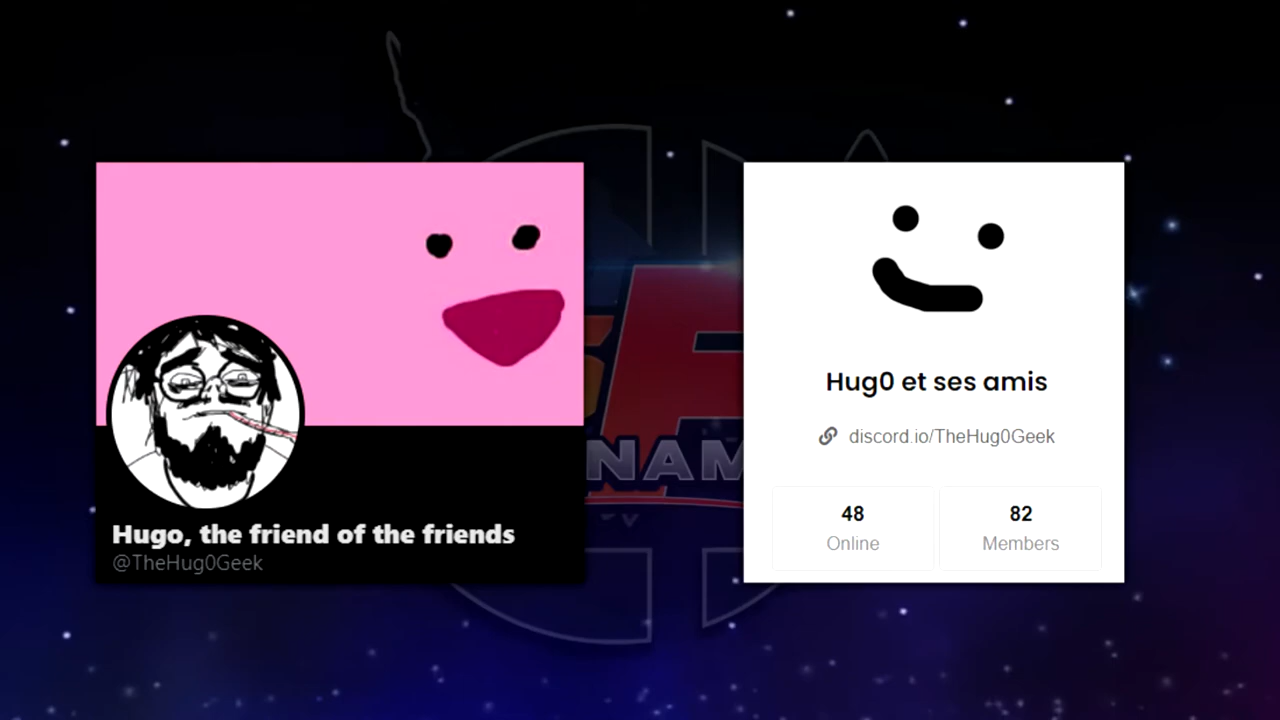 Hugo, the friend of the friends
@TheHug0Geek
Hug0 et ses amis
discord.io/TheHug0Geek
48
Online
82
Members